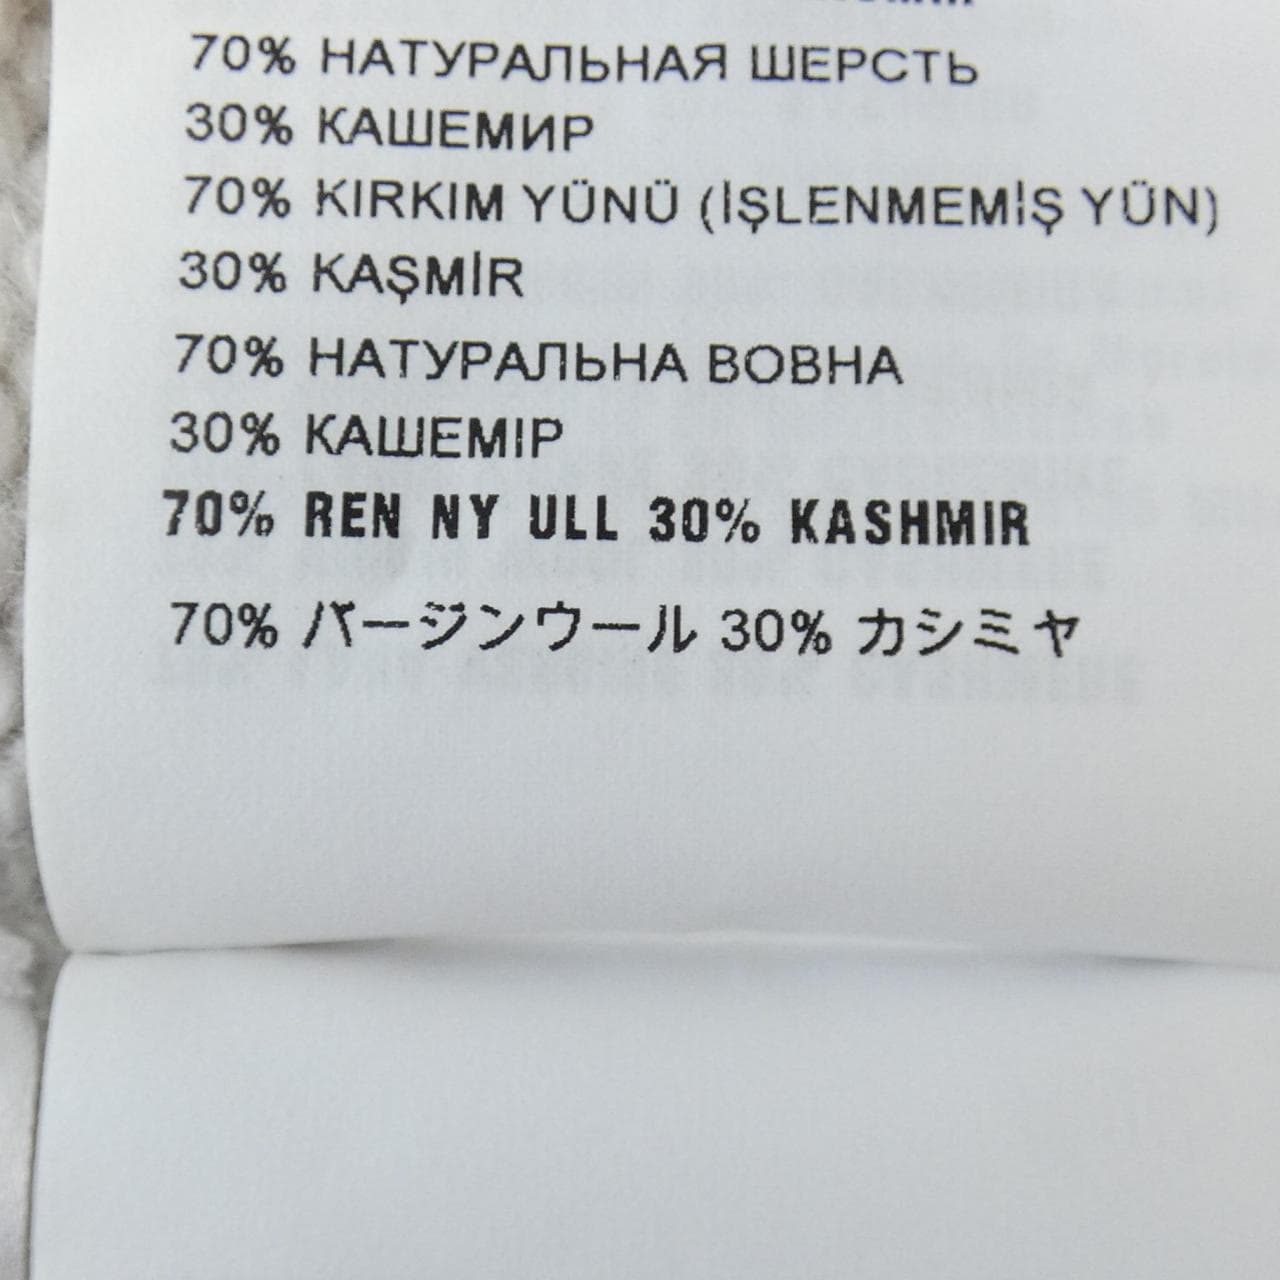 70% НАТУРАЛЬНАЯ ШЕРСТЬ
30% КАШЕМИР
70% KIRKIM YÜNÜ (İŞLENMEMİŞ YÜN)
30% KAŞMİR
70% НАТУРАЛЬНА ВОВНА
30% КАШЕМІР
70% REN NY ULL 30% KASHMIR
70% バージンウール 30% カシミヤ